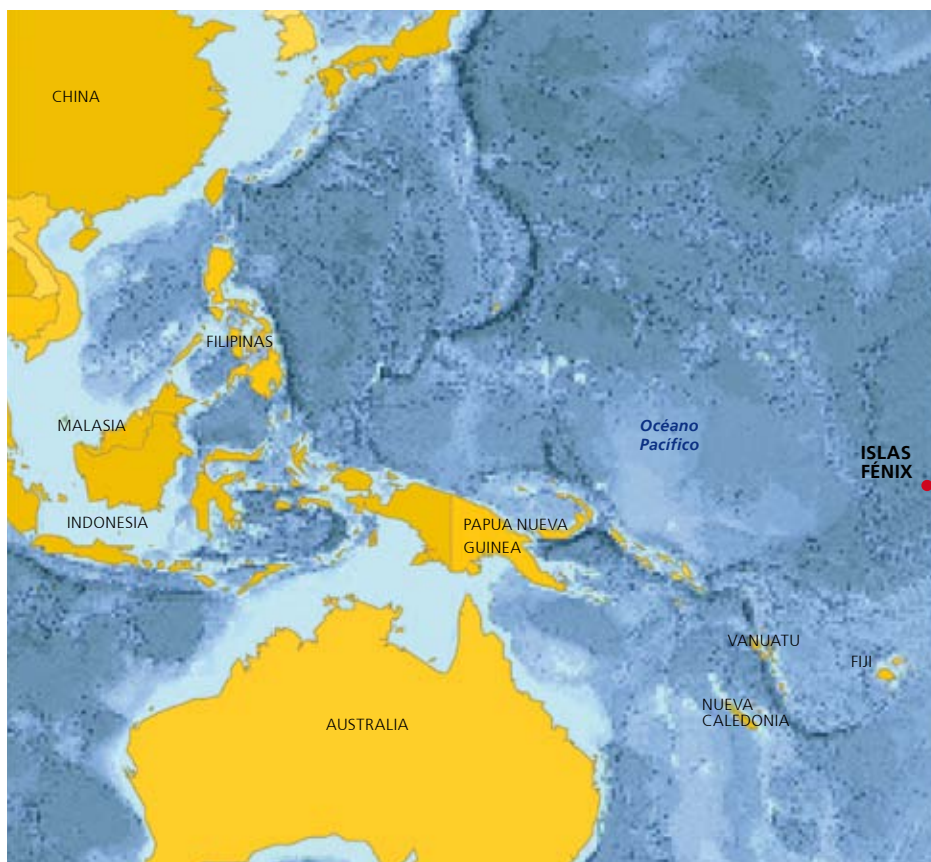 CHINA
FILIPINAS
MALASIA
Océano
Pacífico
ISLAS
FÉNIX
INDONESIA
PAPUA NUEVA
GUINEA
VANUATU
FIJI
NUEVA
CALEDONIA
AUSTRALIA